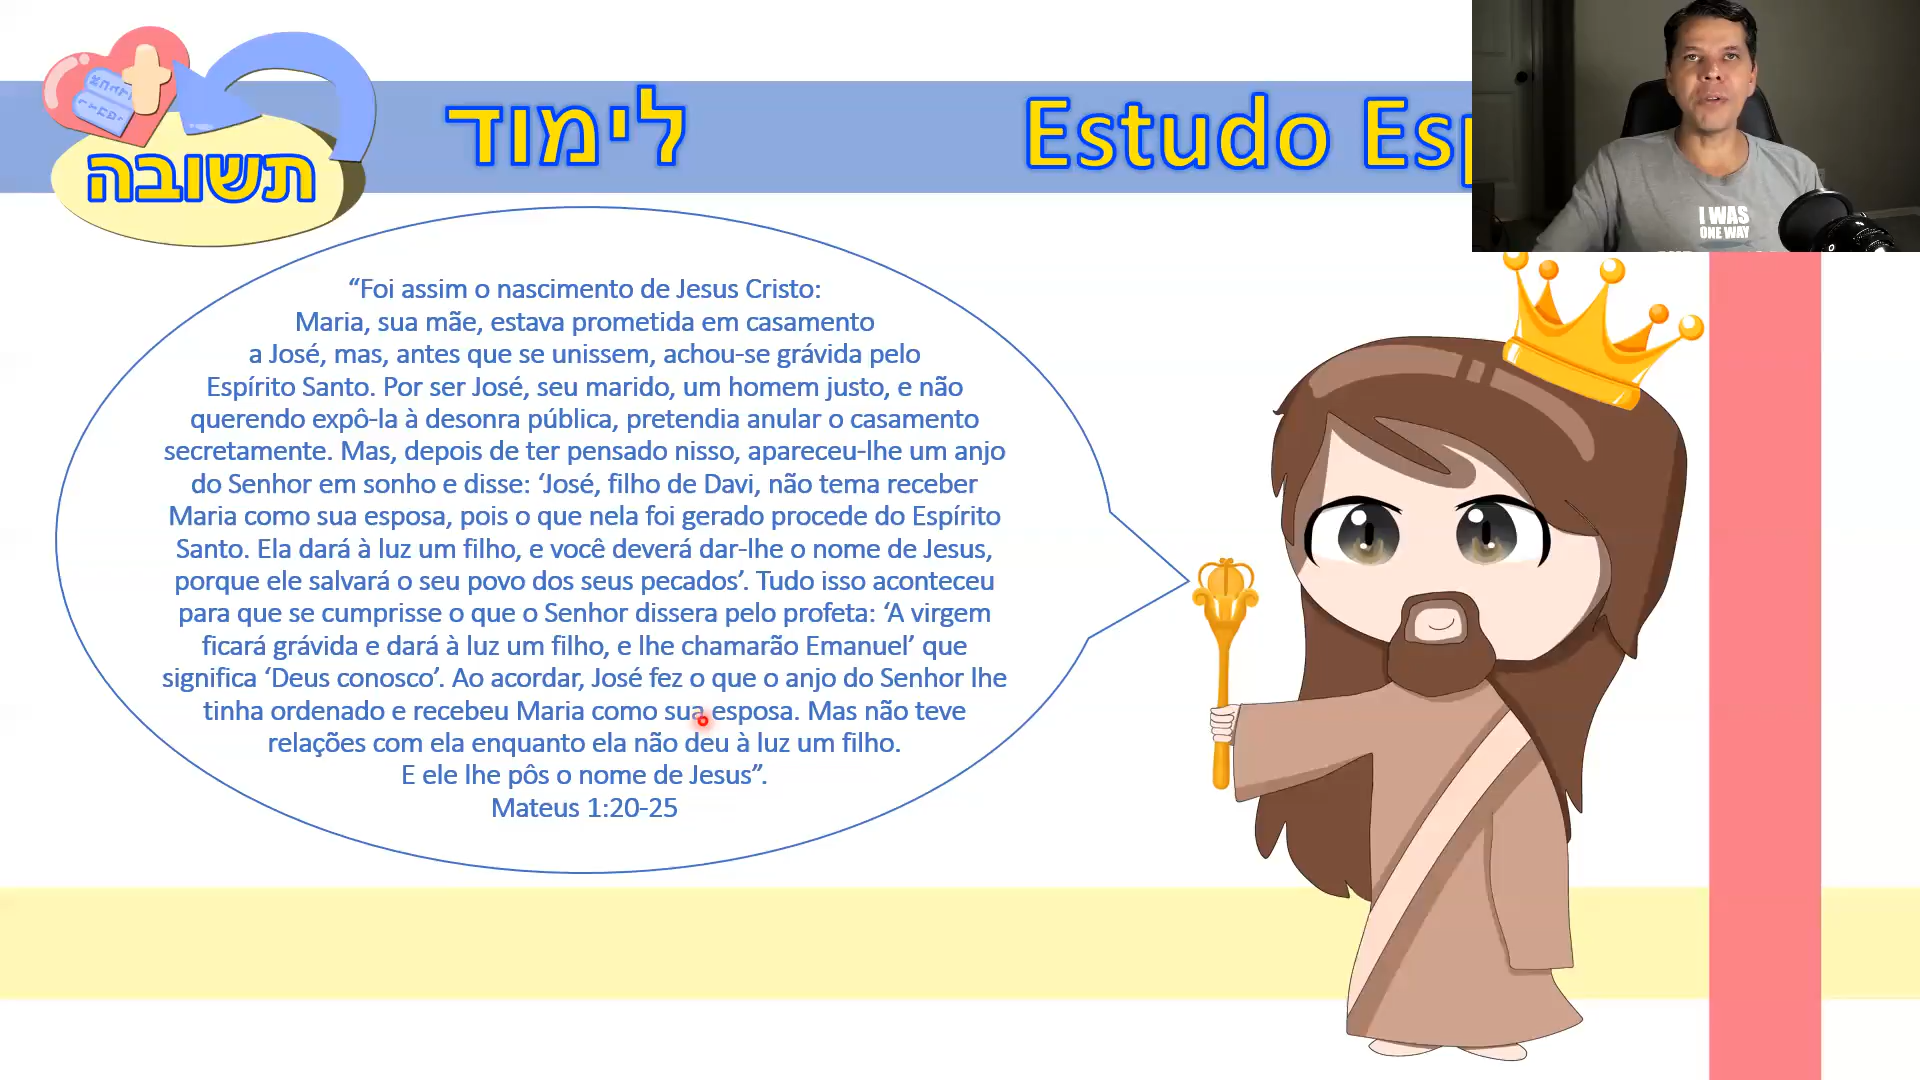 תשובה
לימוד
Estudo Esp
I WAS
ONE WAY
“Foi assim o nascimento de Jesus Cristo:
Maria, sua mãe, estava prometida em casamento
a José, mas, antes que se unissem, achou-se grávida pelo
Espírito Santo. Por ser José, seu marido, um homem justo, e não
querendo expô-la à desonra pública, pretendia anular o casamento
secretamente. Mas, depois de ter pensado nisso, apareceu-lhe um anjo
do Senhor em sonho e disse: ‘José, filho de Davi, não tema receber
Maria como sua esposa, pois o que nela foi gerado procede do Espírito
Santo. Ela dará à luz um filho, e você deverá dar-lhe o nome de Jesus,
porque ele salvará o seu povo dos seus pecados’. Tudo isso aconteceu
para que se cumprisse o que o Senhor dissera pelo profeta: ‘A virgem
ficará grávida e dará à luz um filho, e lhe chamarão Emanuel’ que
significa ‘Deus conosco’. Ao acordar, José fez o que o anjo do Senhor lhe
tinha ordenado e recebeu Maria como sua esposa. Mas não teve
relações com ela enquanto ela não deu à luz um filho.
E ele lhe pôs o nome de Jesus”.
Mateus 1:20-25